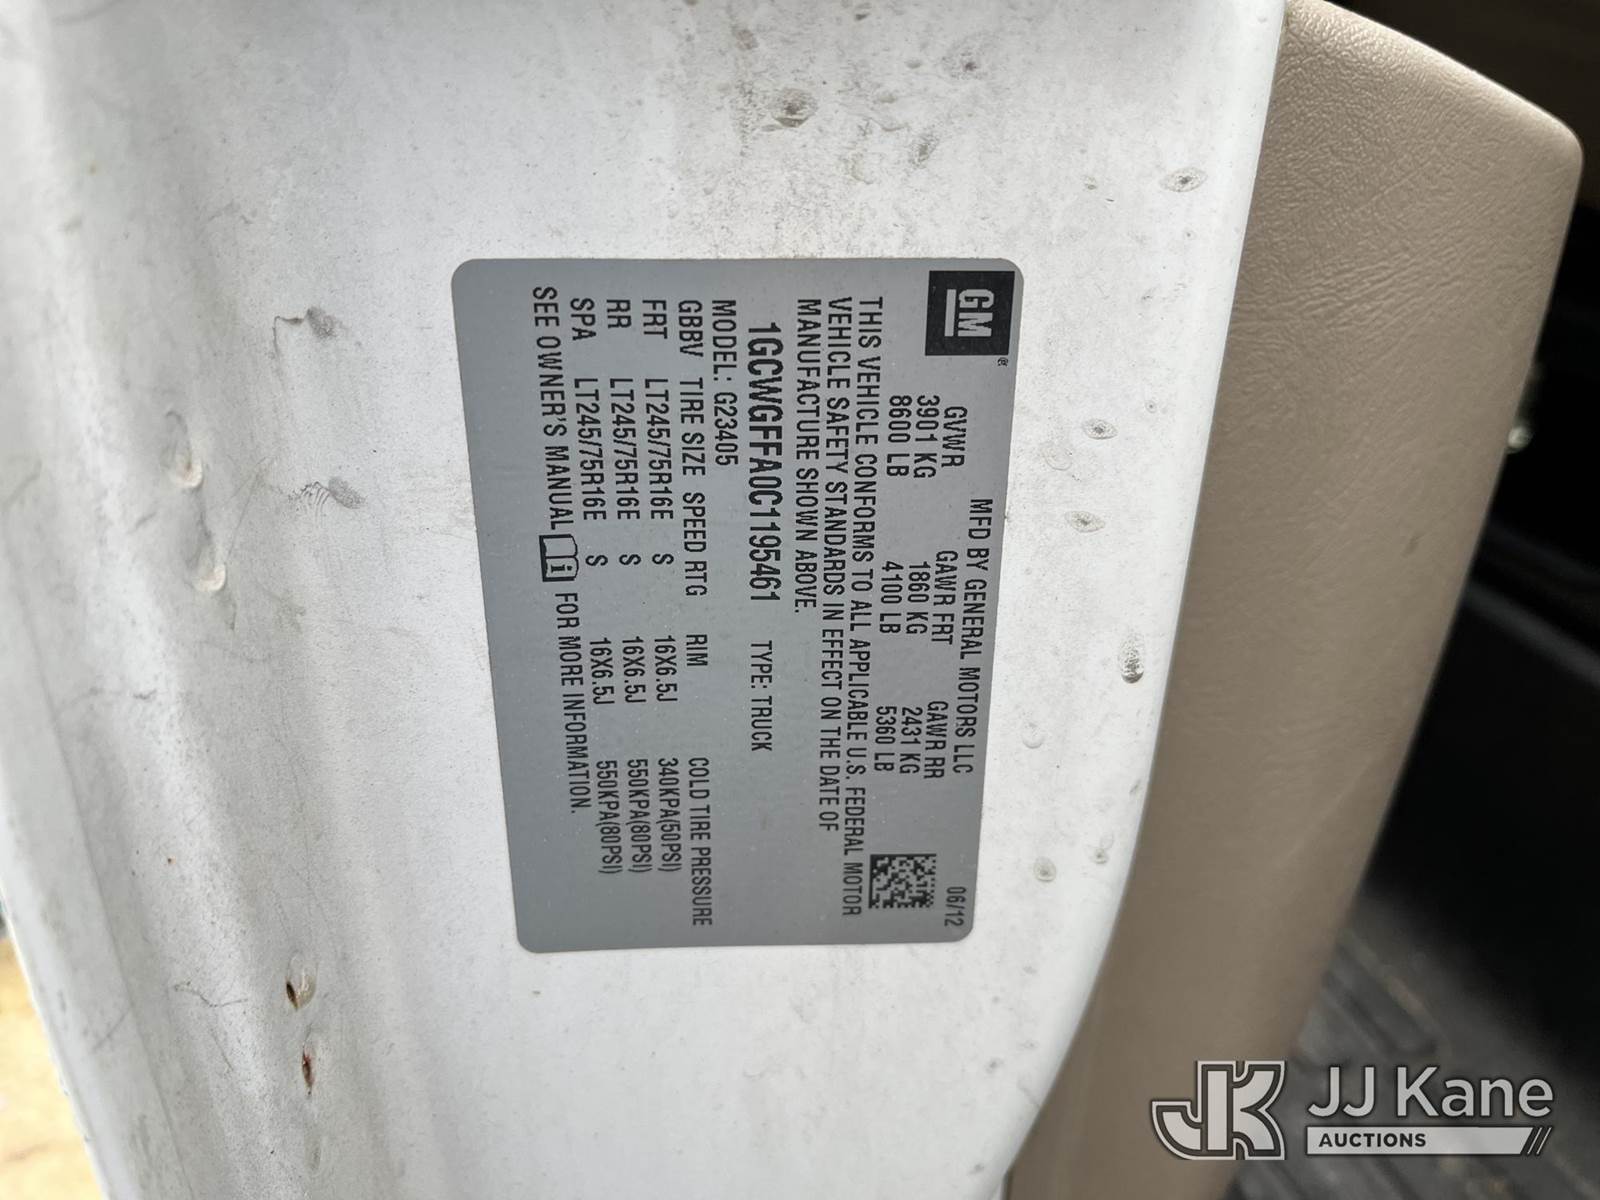 GM®
MFD BY GENERAL MOTORS LLC 06/12
GVWR GAWR FRT GAWR RR
3901 KG 1860 KG 2431 KG
8600 LB 4100 LB 5360 LB
THIS VEHICLE CONFORMS TO ALL APPLICABLE U.S. FEDERAL MOTOR
VEHICLE SAFETY STANDARDS IN EFFECT ON THE DATE OF
MANUFACTURE SHOWN ABOVE.
1GCWGFFA0C1195461 TYPE: TRUCK
MODEL: G23405
GBBV TIRE SIZE SPEED RTG RIM COLD TIRE PRESSURE
FRT LT245/75R16E S 16X6.5J 340KPA(50PSI)
RR LT245/75R16E S 16X6.5J 550KPA(80PSI)
SPA LT245/75R16E S 16X6.5J 550KPA(80PSI)
SEE OWNER'S MANUAL i FOR MORE INFORMATION.
JK JJ Kane
AUCTIONS